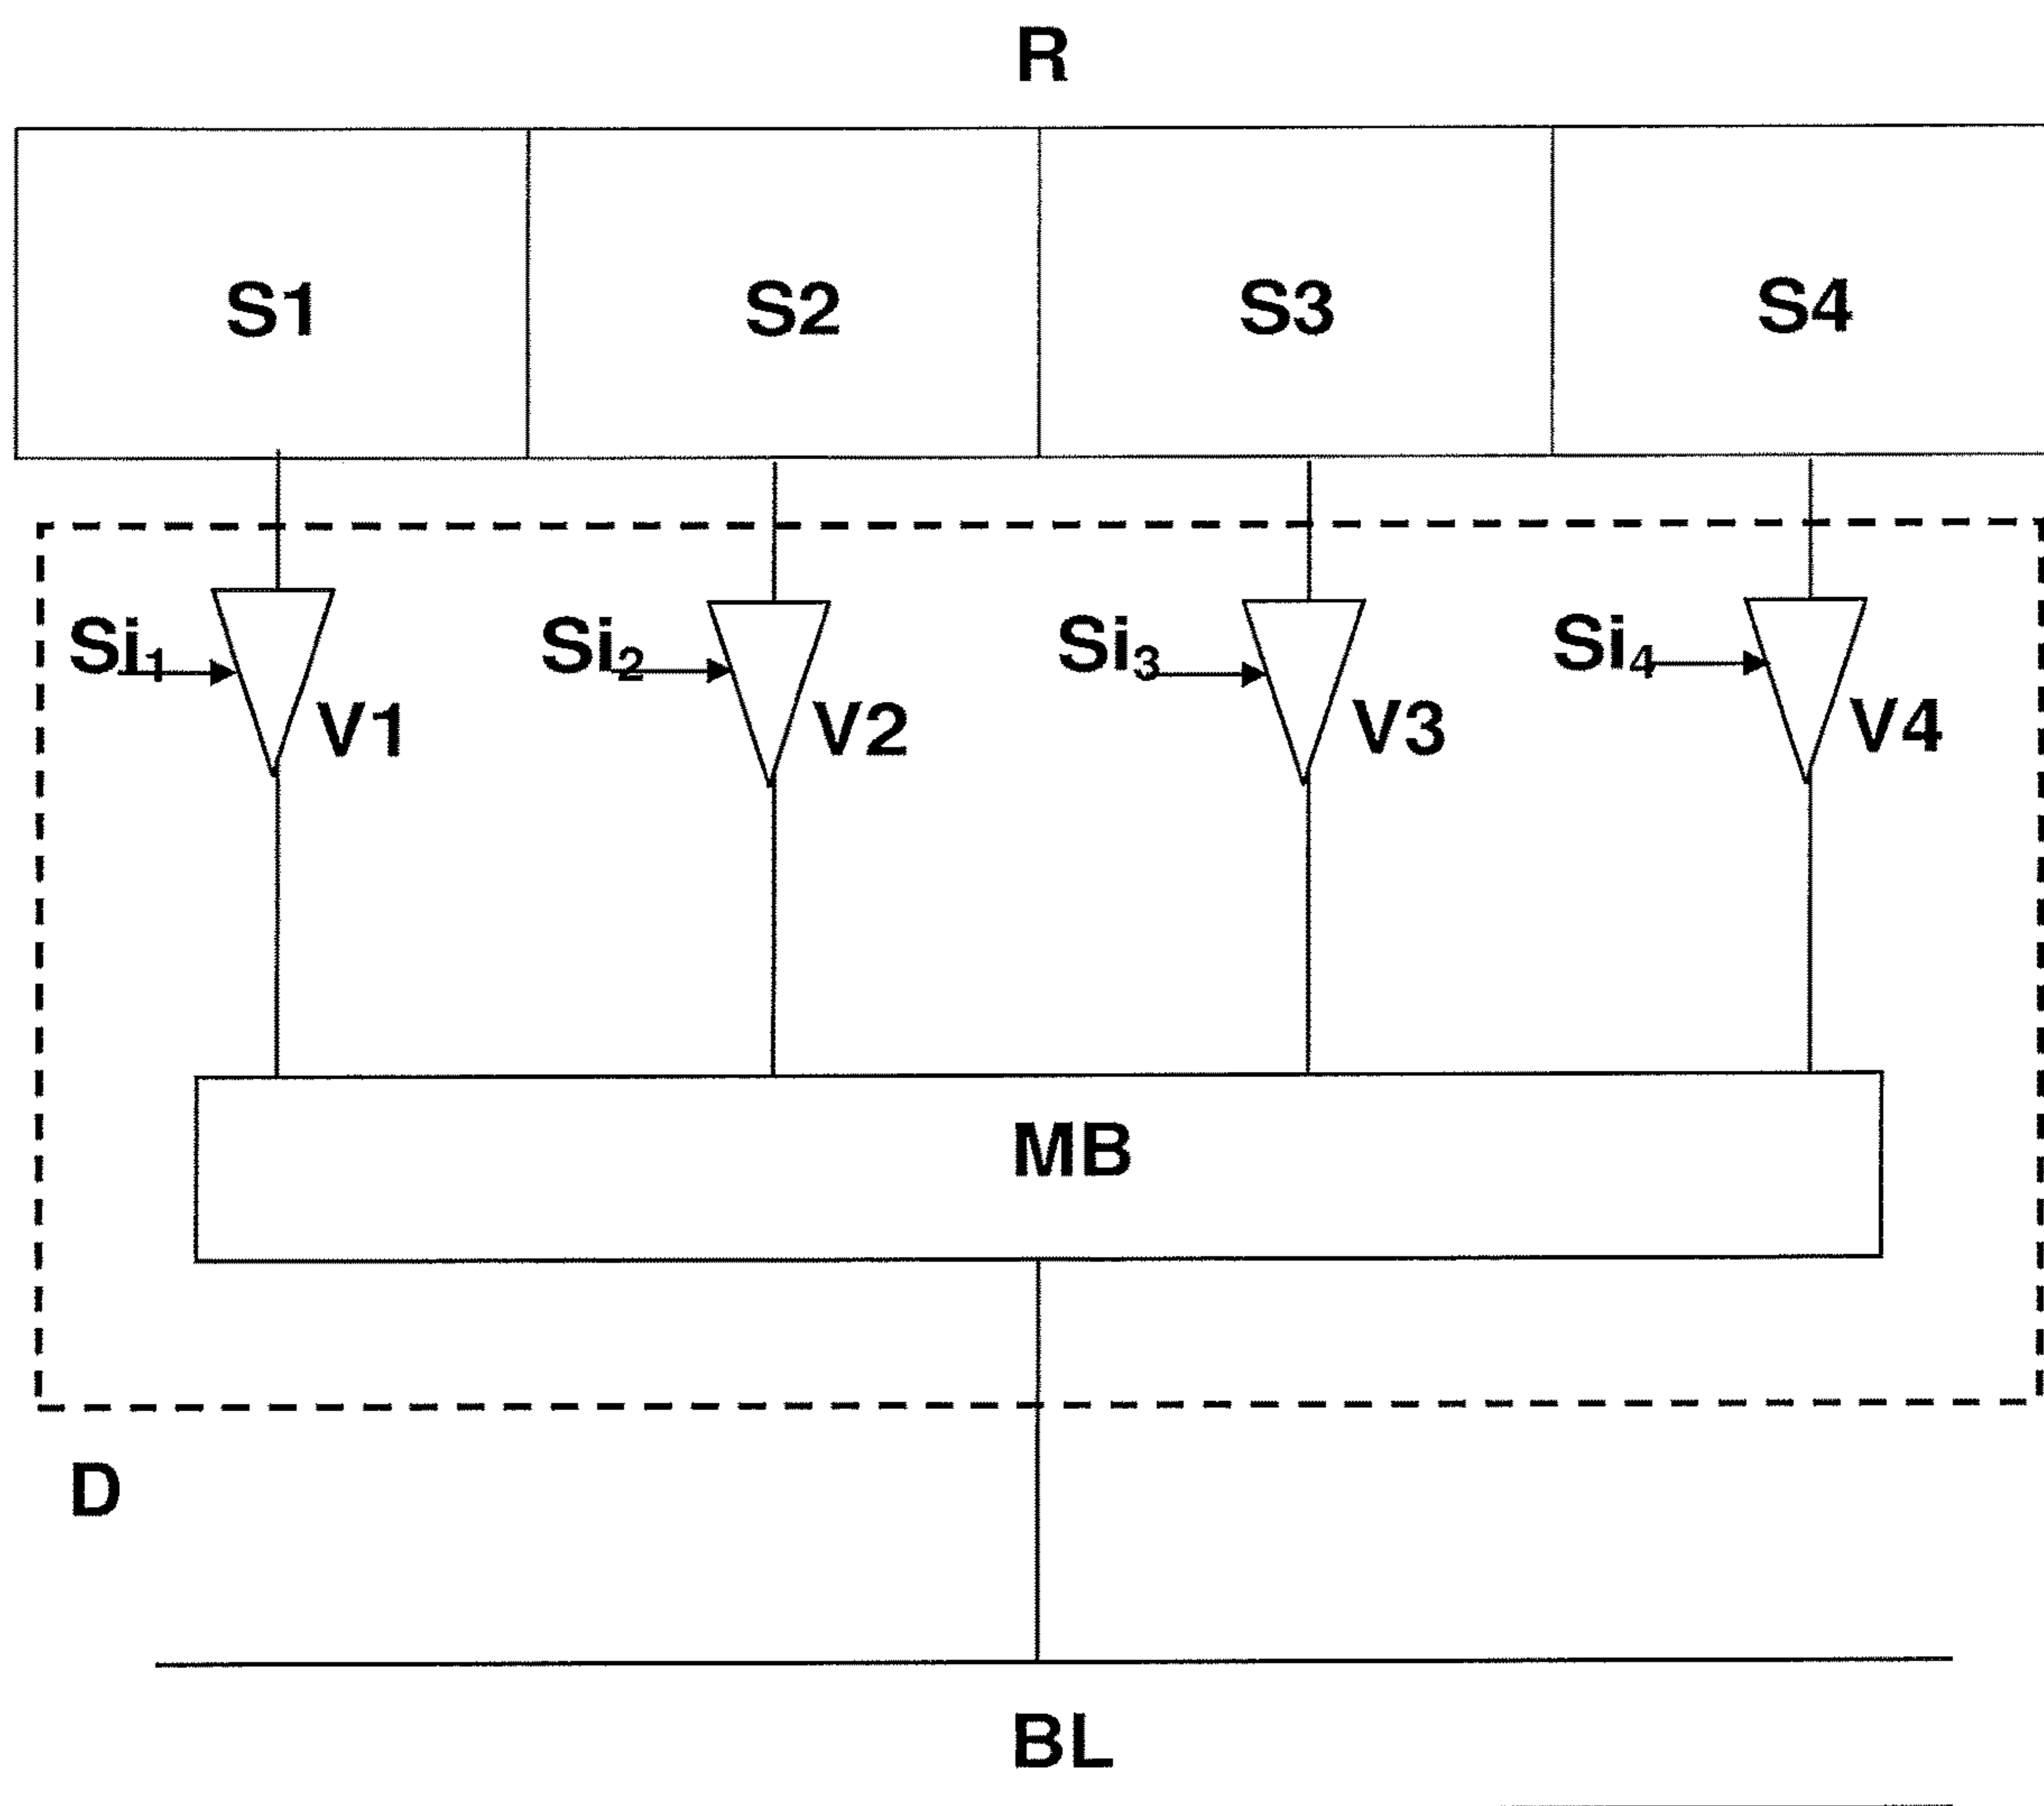 R
S1 S2 S3 S4
Si₁ Si₂ Si₃ Si₄
V1 V2 V3 V4
MB
D
BL